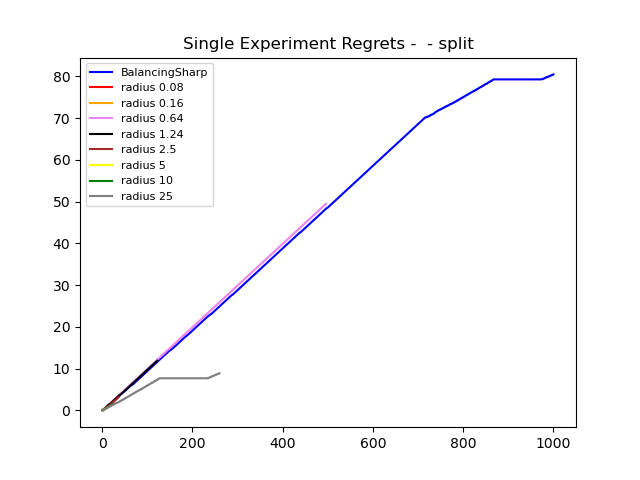 Single Experiment Regrets -  - split
BalancingSharp
radius 0.08
radius 0.16
radius 0.64
radius 1.24
radius 2.5
radius 5
radius 10
radius 25
80
70
60
50
40
30
20
10
0
0 200 400 600 800 1000